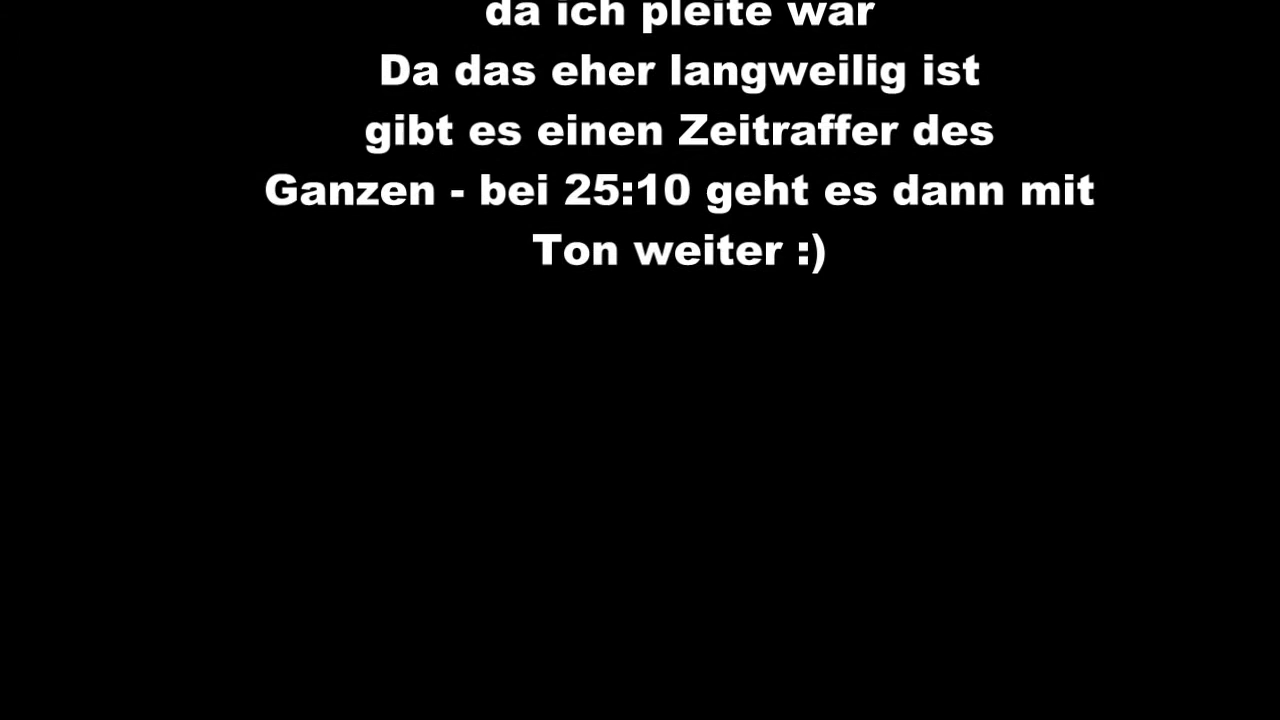 da ich pleite war
Da das eher langweilig ist
gibt es einen Zeitraffer des
Ganzen - bei 25:10 geht es dann mit
Ton weiter :)